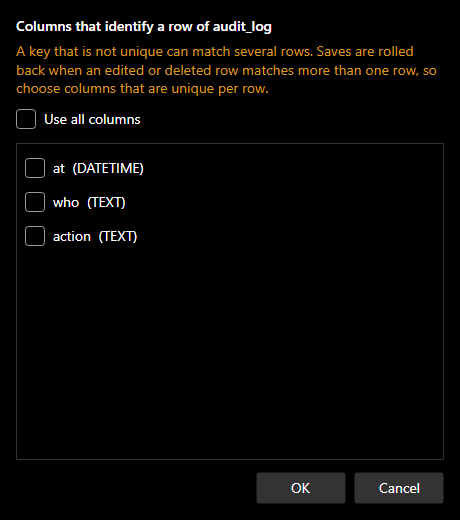 Columns that identify a row of audit_log
A key that is not unique can match several rows. Saves are rolled
back when an edited or deleted row matches more than one row, so
choose columns that are unique per row.
Use all columns
at (DATETIME)
who (TEXT)
action (TEXT)
OK Cancel